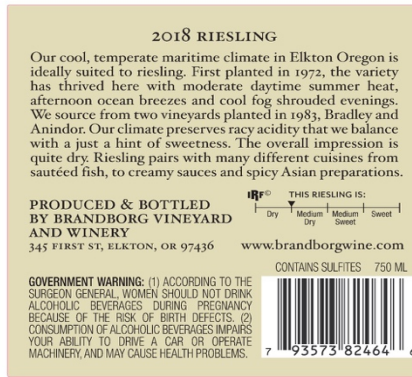 2018 RIESLING
Our cool, temperate maritime climate in Elkton Oregon is
ideally suited to riesling. First planted in 1972, the variety
has thrived here with moderate daytime summer heat,
afternoon ocean breezes and cool fog shrouded evenings.
We source from two vineyards planted in 1983, Bradley and
Anindor. Our climate preserves racy acidity that we balance
with a just a hint of sweetness. The overall impression is
quite dry. Riesling pairs with many different cuisines from
sautéed fish, to creamy sauces and spicy Asian preparations.
PRODUCED & BOTTLED
BY BRANDBORG VINEYARD
AND WINERY
345 FIRST ST, ELKTON, OR 97436
IRF© THIS RIESLING IS:
Dry Medium Dry Medium Sweet Sweet
www.brandborgwine.com
CONTAINS SULFITES 750 ML
GOVERNMENT WARNING: (1) ACCORDING TO THE
SURGEON GENERAL, WOMEN SHOULD NOT DRINK
ALCOHOLIC BEVERAGES DURING PREGNANCY
BECAUSE OF THE RISK OF BIRTH DEFECTS. (2)
CONSUMPTION OF ALCOHOLIC BEVERAGES IMPAIRS
YOUR ABILITY TO DRIVE A CAR OR OPERATE
MACHINERY, AND MAY CAUSE HEALTH PROBLEMS.
7 93573 82464 6